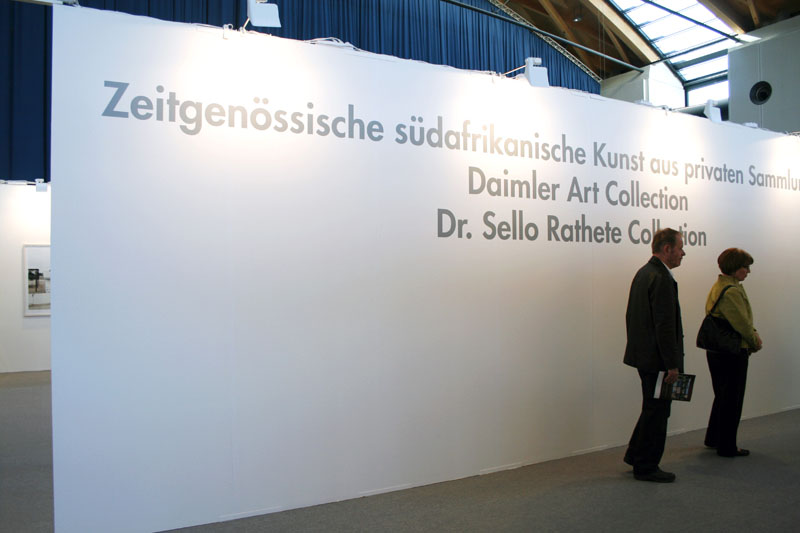 Zeitgenössische südafrikanische Kunst aus privaten Sammlun
Daimler Art Collection
Dr. Sello Rathete Collection